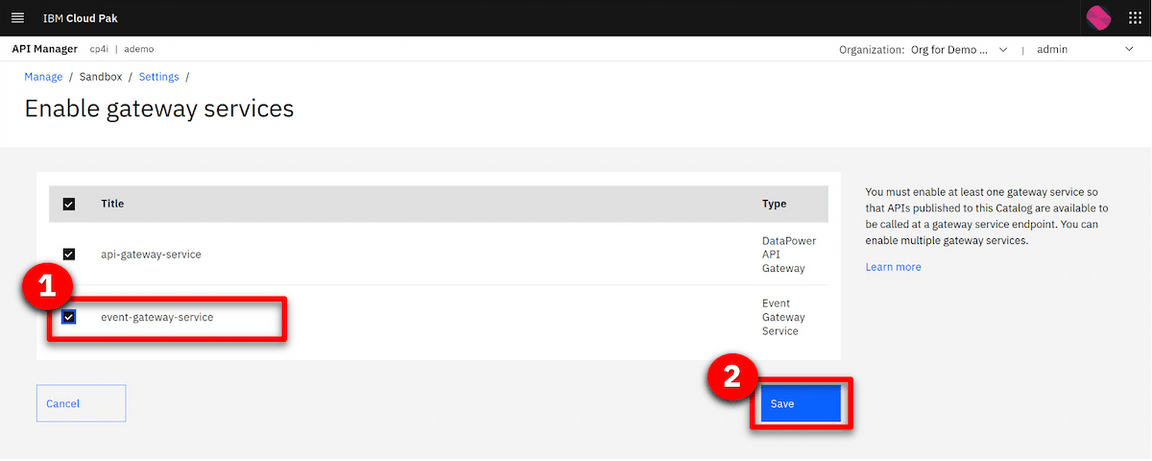 IBM Cloud Pak
API Manager cp4i | ademo Organization: Org for Demo ... | admin
Manage / Sandbox / Settings /
Enable gateway services
Title Type
api-gateway-service
DataPower
API
Gateway
1
event-gateway-service
Event
Gateway
Service
You must enable at least one gateway service so
that APIs published to this Catalog are available to
be called at a gateway service endpoint. You can
enable multiple gateway services.
Learn more
Cancel
2
Save